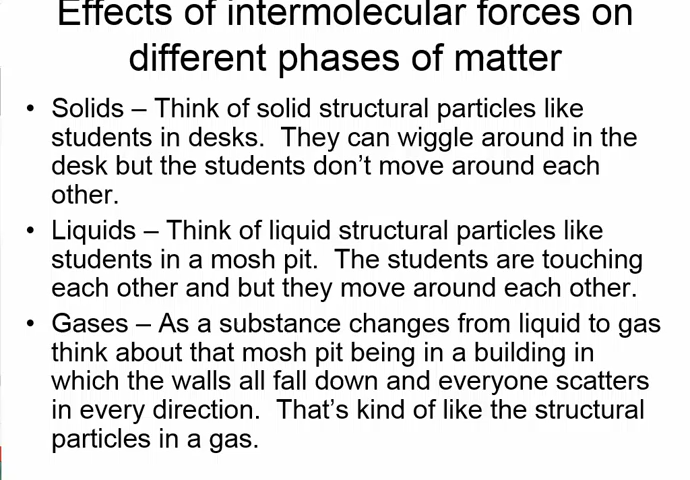 Effects of intermolecular forces on
different phases of matter
• Solids – Think of solid structural particles like
students in desks.  They can wiggle around in the
desk but the students don’t move around each
other.
• Liquids – Think of liquid structural particles like
students in a mosh pit.  The students are touching
each other and but they move around each other.
• Gases – As a substance changes from liquid to gas
think about that mosh pit being in a building in
which the walls all fall down and everyone scatters
in every direction.  That’s kind of like the structural
particles in a gas.